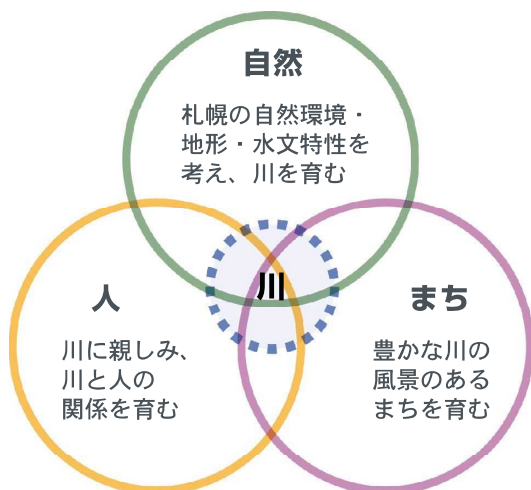 自然
札幌の自然環境・
地形・水文特性を
考え、川を育む
川
人
川に親しみ、
川と人の
関係を育む
まち
豊かな川の
風景のある
まちを育む